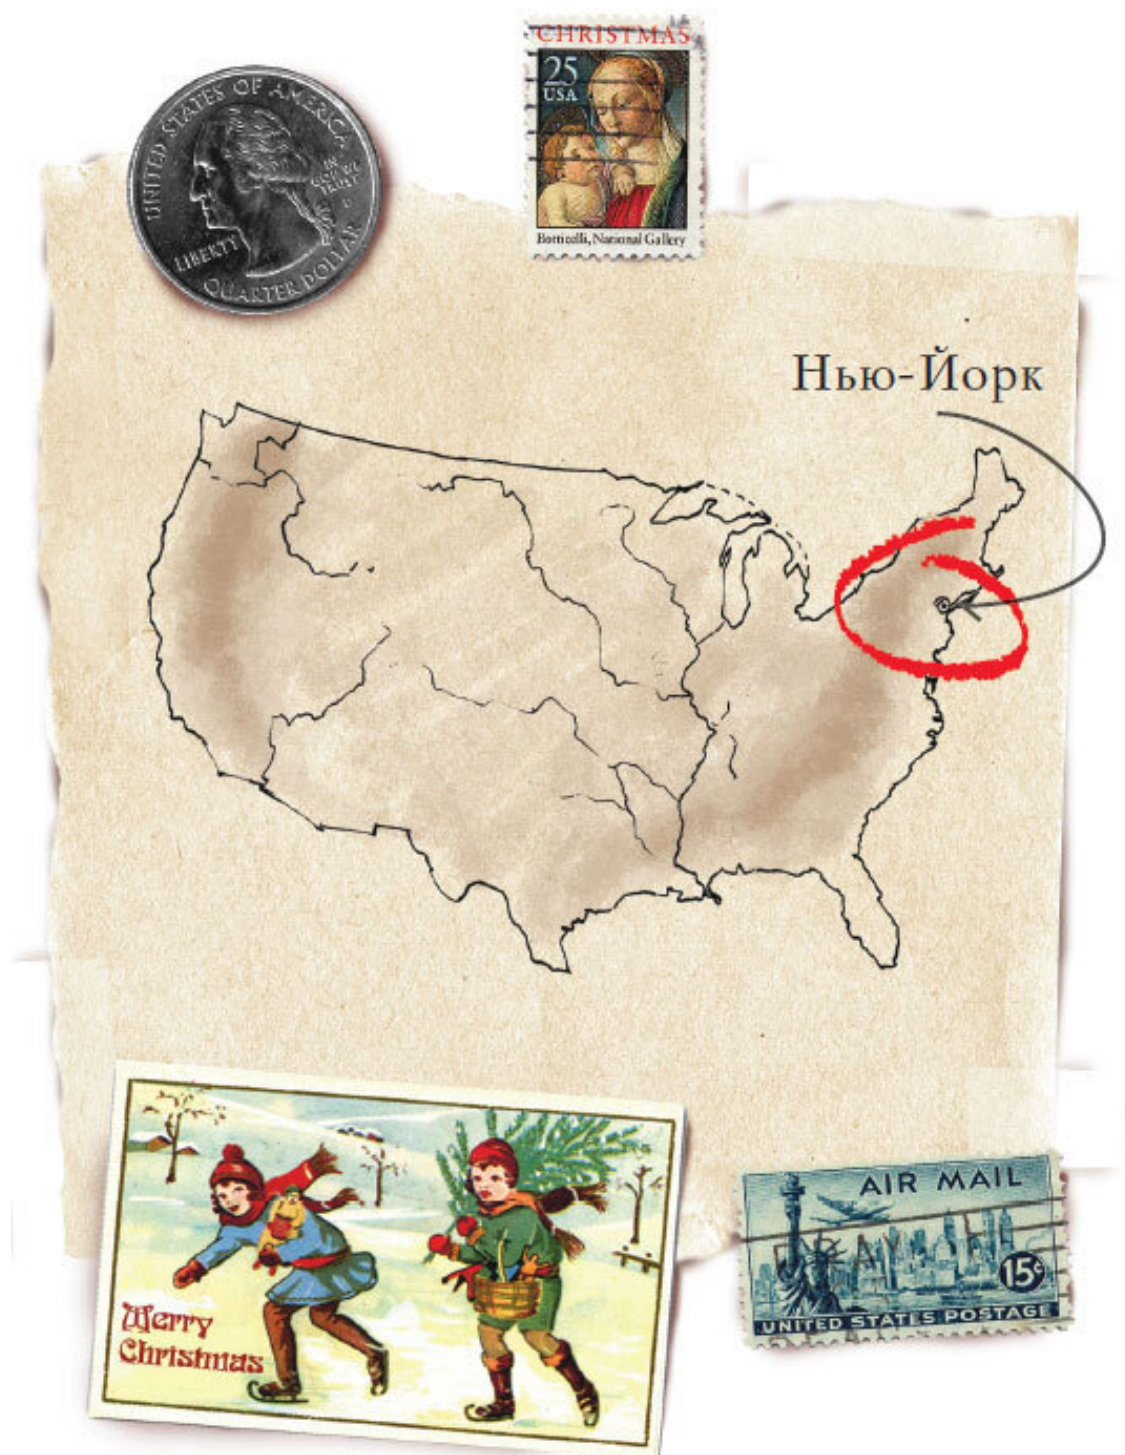 CHRISTMAS
25
USA
Botticelli, National Gallery
UNITED STATES OF AMERICA
IN
GOD WE
TRUST
LIBERTY
QUARTER DOLLAR
Нью-Йорк
Merry
Christmas
AIR MAIL
15¢
UNITED STATES POSTAGE